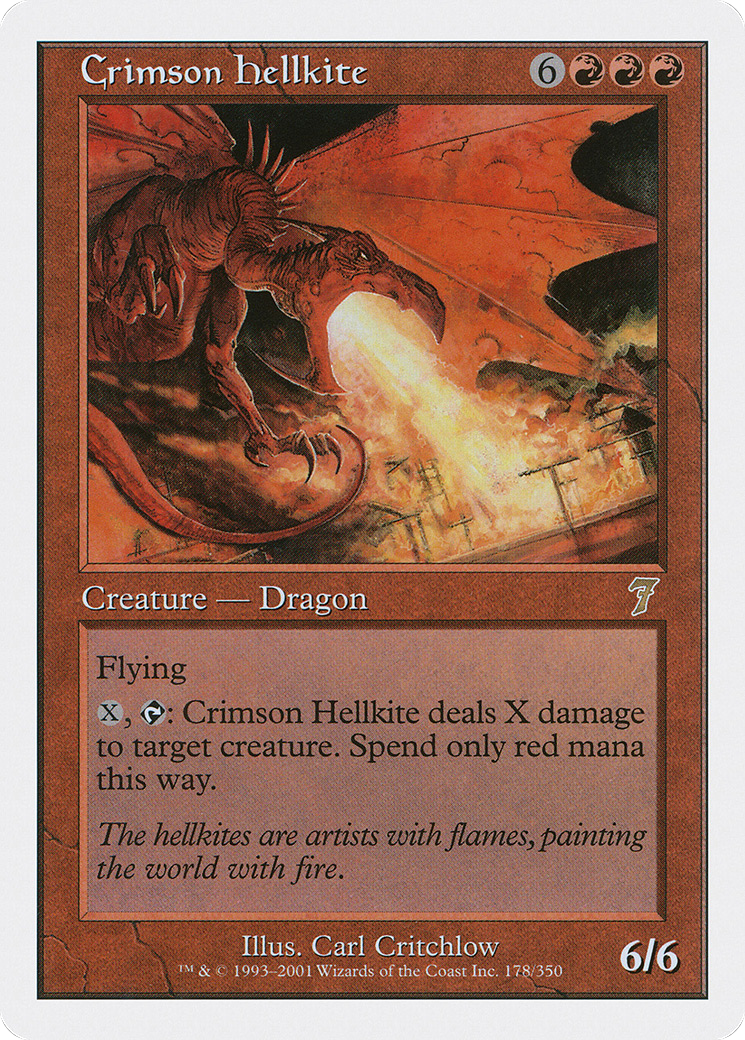 Crimson Hellkite 6
Creature — Dragon 7
Flying
X, : Crimson Hellkite deals X damage
to target creature. Spend only red mana
this way.
The hellkites are artists with flames, painting
the world with fire.
Illus. Carl Critchlow
™ & © 1993–2001 Wizards of the Coast Inc. 178/350
6/6